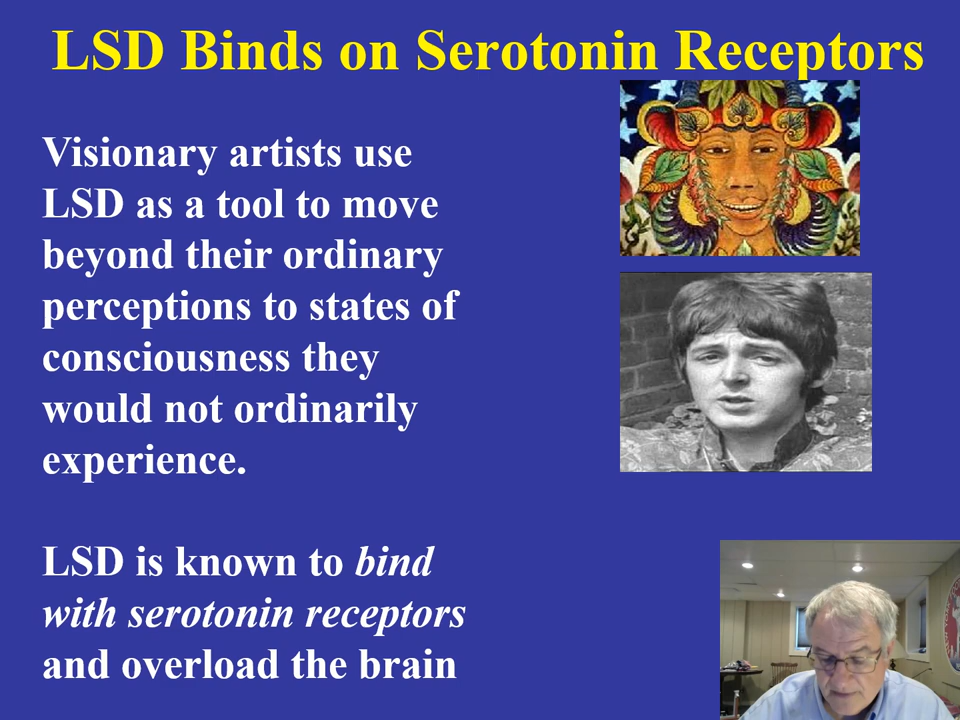 LSD Binds on Serotonin Receptors
Visionary artists use
LSD as a tool to move
beyond their ordinary
perceptions to states of
consciousness they
would not ordinarily
experience.
LSD is known to bind
with serotonin receptors
and overload the brain